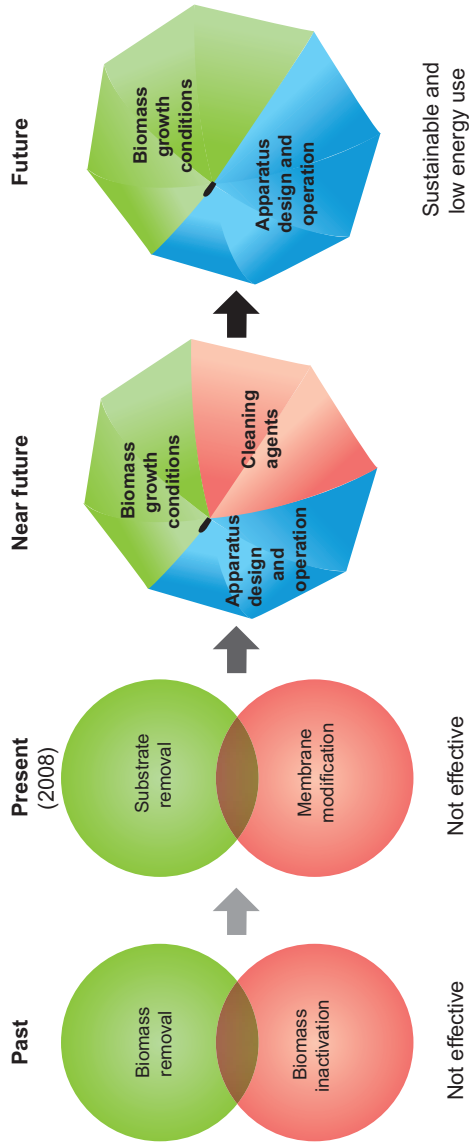 Past
Biomass
removal
Biomass
inactivation
Not effective
Present
(2008)
Substrate
removal
Membrane
modification
Not effective
Near future
Biomass
growth
conditions
Apparatus
design
and
operation
Cleaning
agents
Future
Biomass
growth
conditions
Apparatus
design and
operation
Sustainable and
low energy use